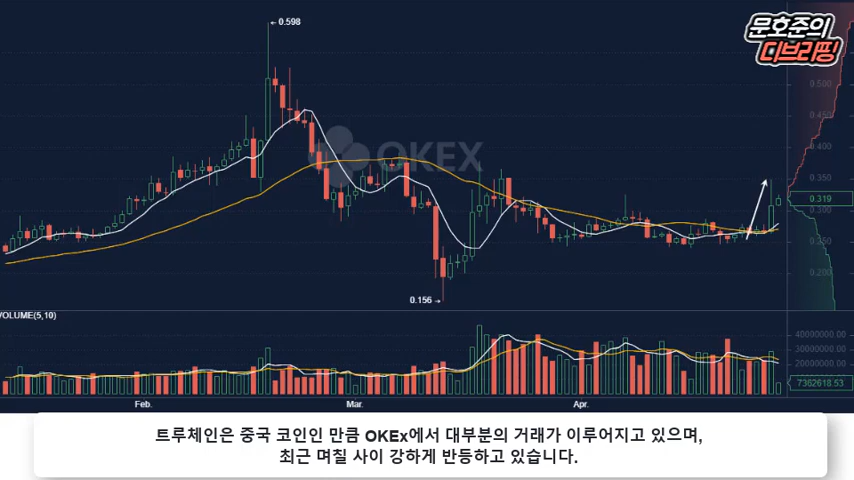 문호준의
디브리핑
0.598
0.500
0.450
0.400
OKEX
0.350
0.319
0.300
0.250
0.200
0.156
VOLUME(5,10)
40000000.00
30000000.00
20000000.00
7362618.53
Feb.
Mar.
Apr.
트루체인은 중국 코인인 만큼 OKEx에서 대부분의 거래가 이루어지고 있으며,
최근 며칠 사이 강하게 반등하고 있습니다.